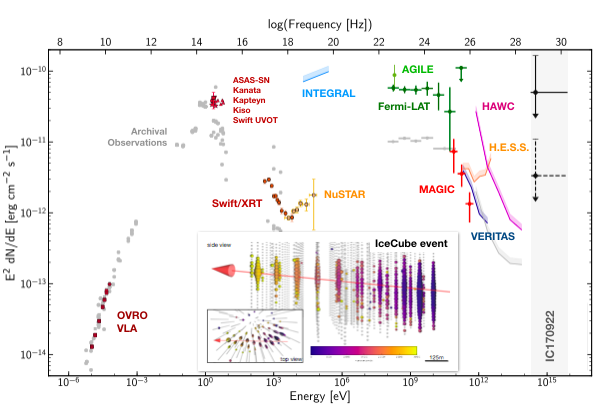 log(Frequency [Hz])
8 10 12 14 16 18 20 22 24 26 28 30
E² dN/dE [erg cm⁻² s⁻¹]
10⁻¹⁰
10⁻¹¹
10⁻¹²
10⁻¹³
10⁻¹⁴
ASAS-SN
Kanata
Kapteyn
Kiso
Swift UVOT
INTEGRAL
AGILE
Fermi-LAT
HAWC
Archival
Observations
H.E.S.S.
Swift/XRT
NuSTAR
MAGIC
VERITAS
OVRO
VLA
side view
IceCube event
top view
125m
IC170922
10⁻⁶ 10⁻³ 10⁰ 10³ 10⁶ 10⁹ 10¹² 10¹⁵
Energy [eV]